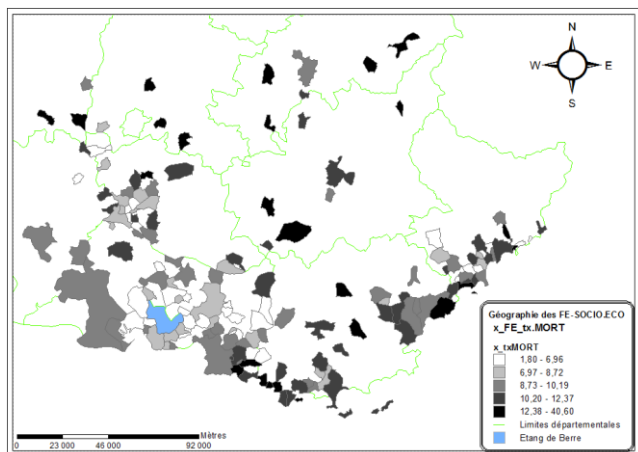 N
W E
S
Géographie des FE-SOCIO.ECO
x_FE_tx.MORT
x_txMORT
1,80 - 6,96
6,97 - 8,72
8,73 - 10,19
10,20 - 12,37
12,38 - 40,60
Limites départementales
Etang de Berre
Mètres
0 23 000 46 000 92 000